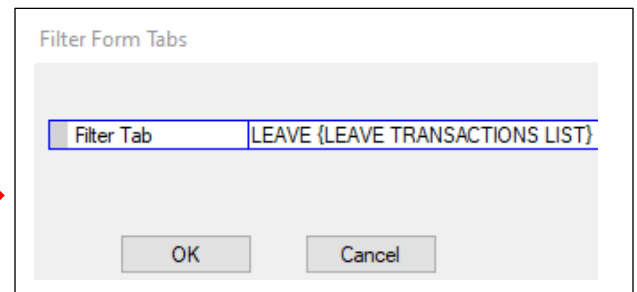 Filter Form Tabs
Filter Tab LEAVE {LEAVE TRANSACTIONS LIST}
OK Cancel